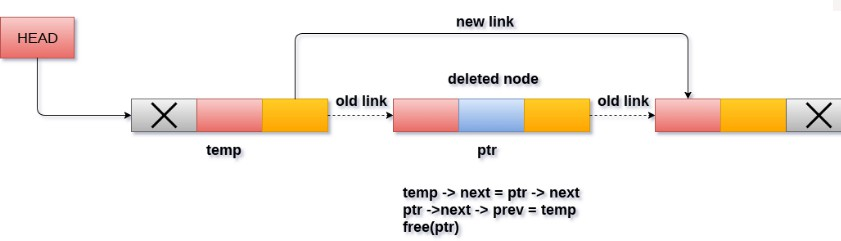 new link
HEAD
deleted node
old link
old link
temp
ptr
temp -> next = ptr -> next
ptr ->next -> prev = temp
free(ptr)